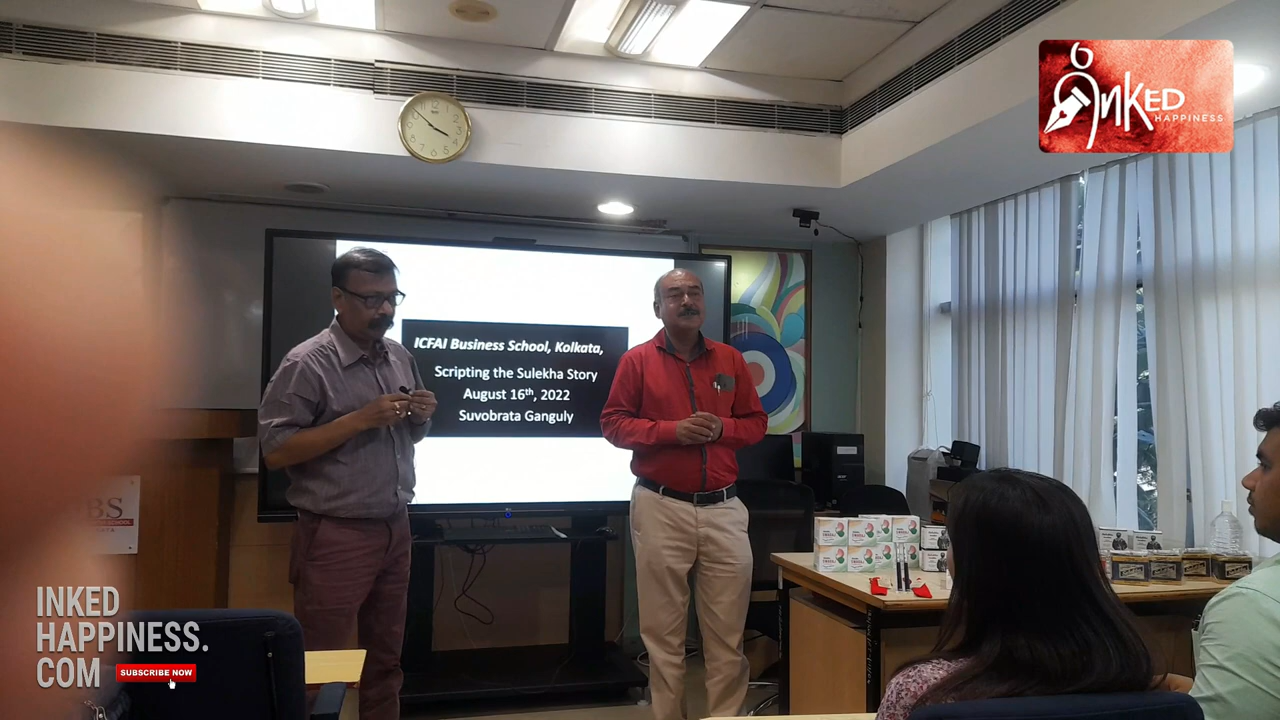 INKED
HAPPINESS
ICFAI Business School, Kolkata,
Scripting the Sulekha Story
August 16th, 2022
Suvobrata Ganguly
BS
INKED
HAPPINESS.
COM
SUBSCRIBE NOW